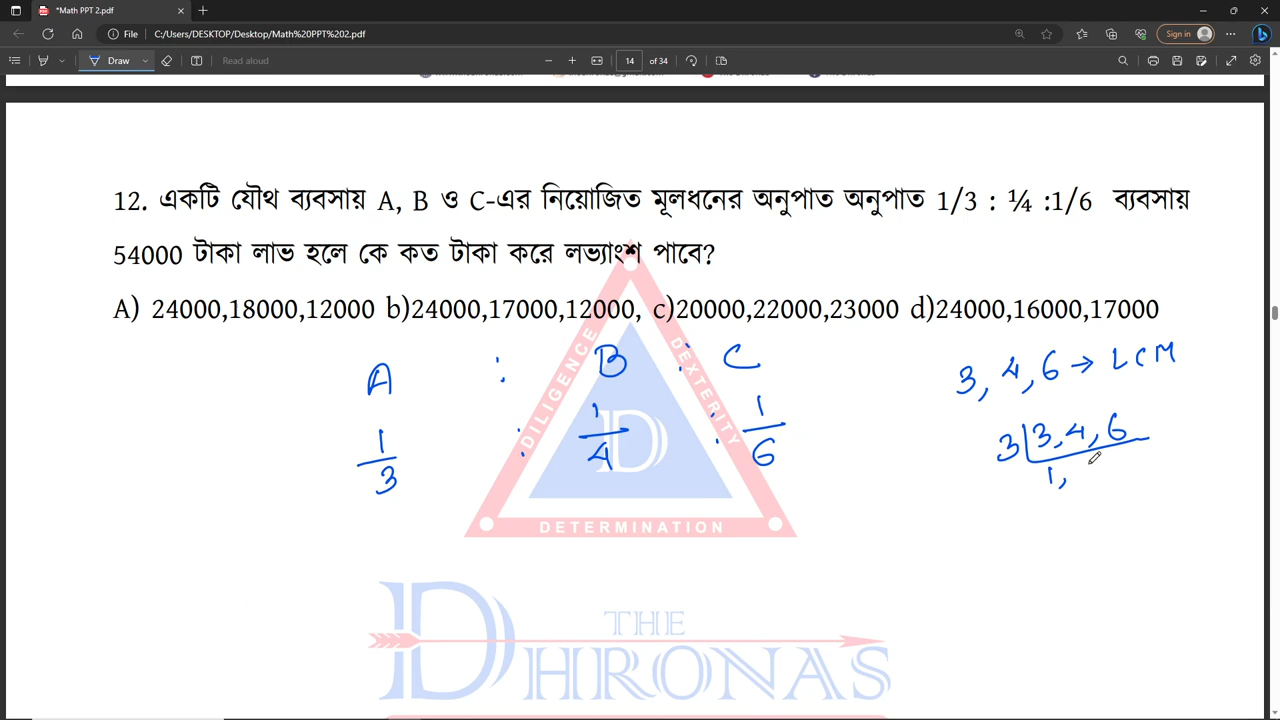 *Math PPT 2.pdf
File C:/Users/DESKTOP/Desktop/Math%20PPT%202.pdf Sign in
Draw Read aloud 14 of 34
12. একটি যৌথ ব্যবসায় A, B ও C-এর নিয়োজিত মূলধনের অনুপাত অনুপাত 1/3 : ¼ :1/6 ব্যবসায়
54000 টাকা লাভ হলে কে কত টাকা করে লভ্যাংশ পাবে?
A) 24000,18000,12000 b)24000,17000,12000, c)20000,22000,23000 d)24000,16000,17000
A : B : C
1/3 : 1/4 : 1/6
3, 4, 6 → LCM
3 | 3, 4, 6
1,
DILIGENCE
DEXTERITY
D
DETERMINATION
THE
DHRONAS